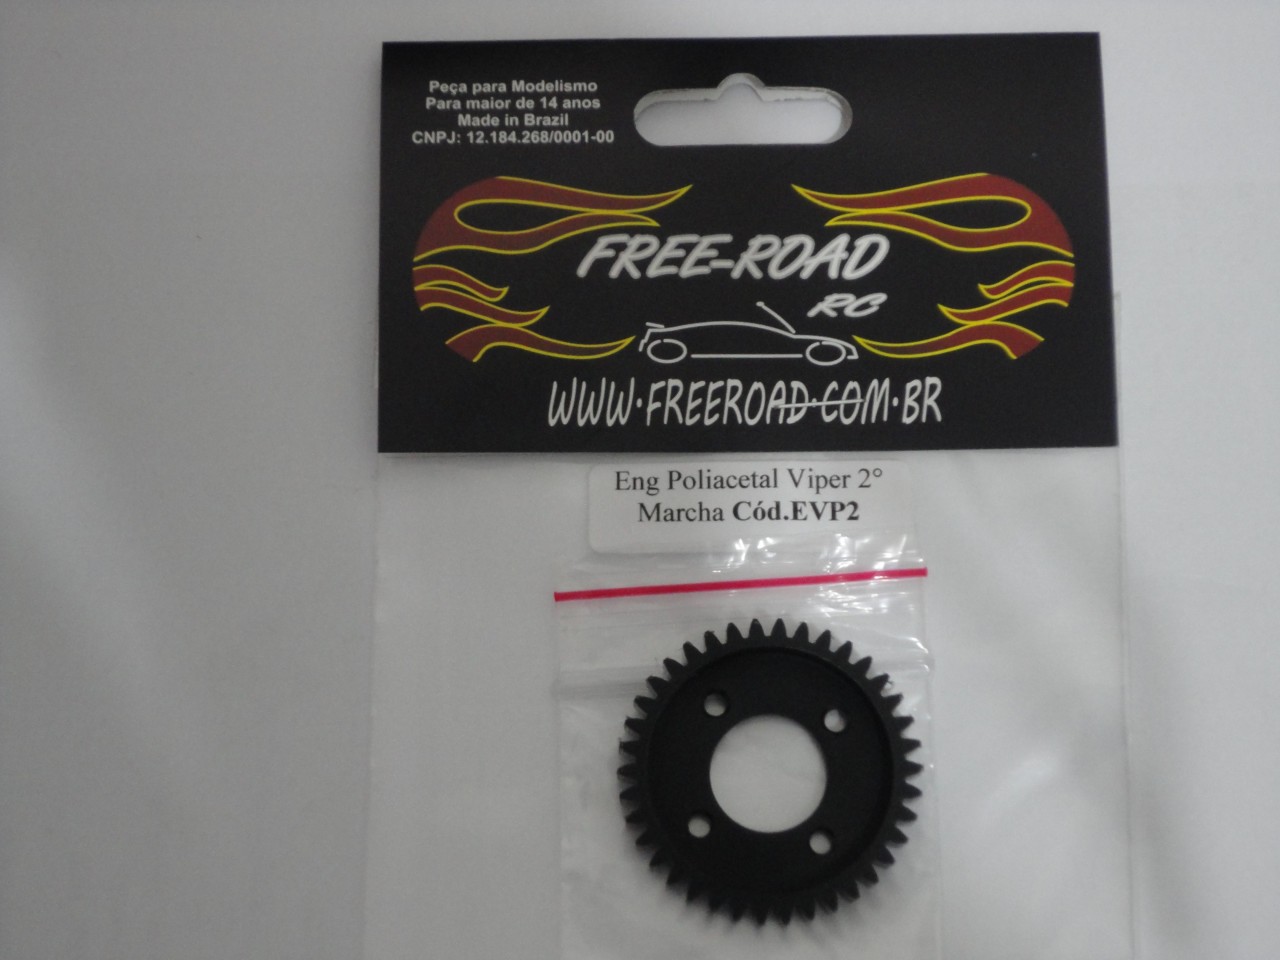 Peça para Modelismo
Para maior de 14 anos
Made in Brazil
CNPJ: 12.184.268/0001-00
FREE-ROAD
RC
WWW.FREEROAD.COM.BR
Eng Poliacetal Viper 2°
Marcha Cód.EVP2